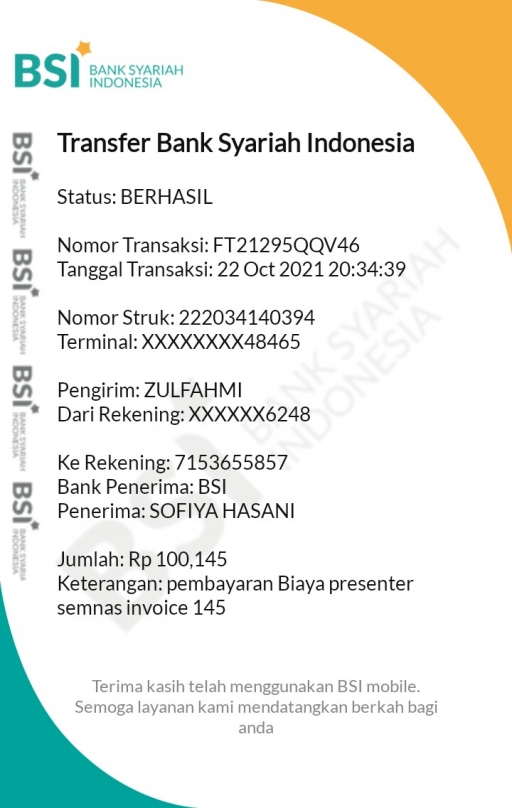 BSI BANK SYARIAH
INDONESIA
Transfer Bank Syariah Indonesia
Status: BERHASIL
Nomor Transaksi: FT21295QQV46
Tanggal Transaksi: 22 Oct 2021 20:34:39
Nomor Struk: 222034140394
Terminal: XXXXXXXX48465
Pengirim: ZULFAHMI
Dari Rekening: XXXXXX6248
Ke Rekening: 7153655857
Bank Penerima: BSI
Penerima: SOFIYA HASANI
Jumlah: Rp 100,145
Keterangan: pembayaran Biaya presenter
semnas invoice 145
Terima kasih telah menggunakan BSI mobile.
Semoga layanan kami mendatangkan berkah bagi
anda
BSI BANK SYARIAH
INDONESIA
BSI BANK SYARIAH
INDONESIA
BSI BANK SYARIAH
INDONESIA
BSI BANK SYARIAH
INDONESIA
BSI BANK SYARIA
INDONESIA